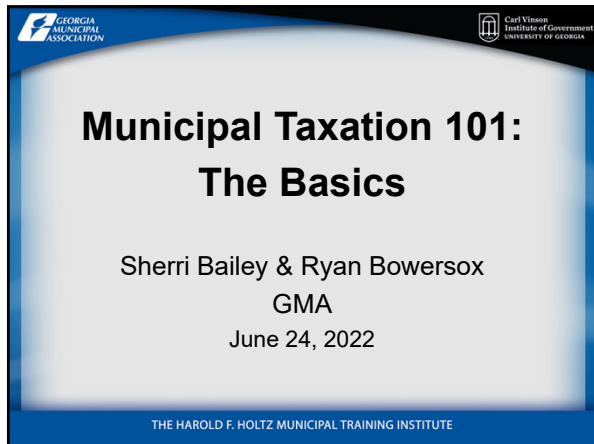 GEORGIA
MUNICIPAL
ASSOCIATION
Carl Vinson
Institute of Government
UNIVERSITY OF GEORGIA
Municipal Taxation 101:
The Basics
Sherri Bailey & Ryan Bowersox
GMA
June 24, 2022
THE HAROLD F. HOLTZ MUNICIPAL TRAINING INSTITUTE